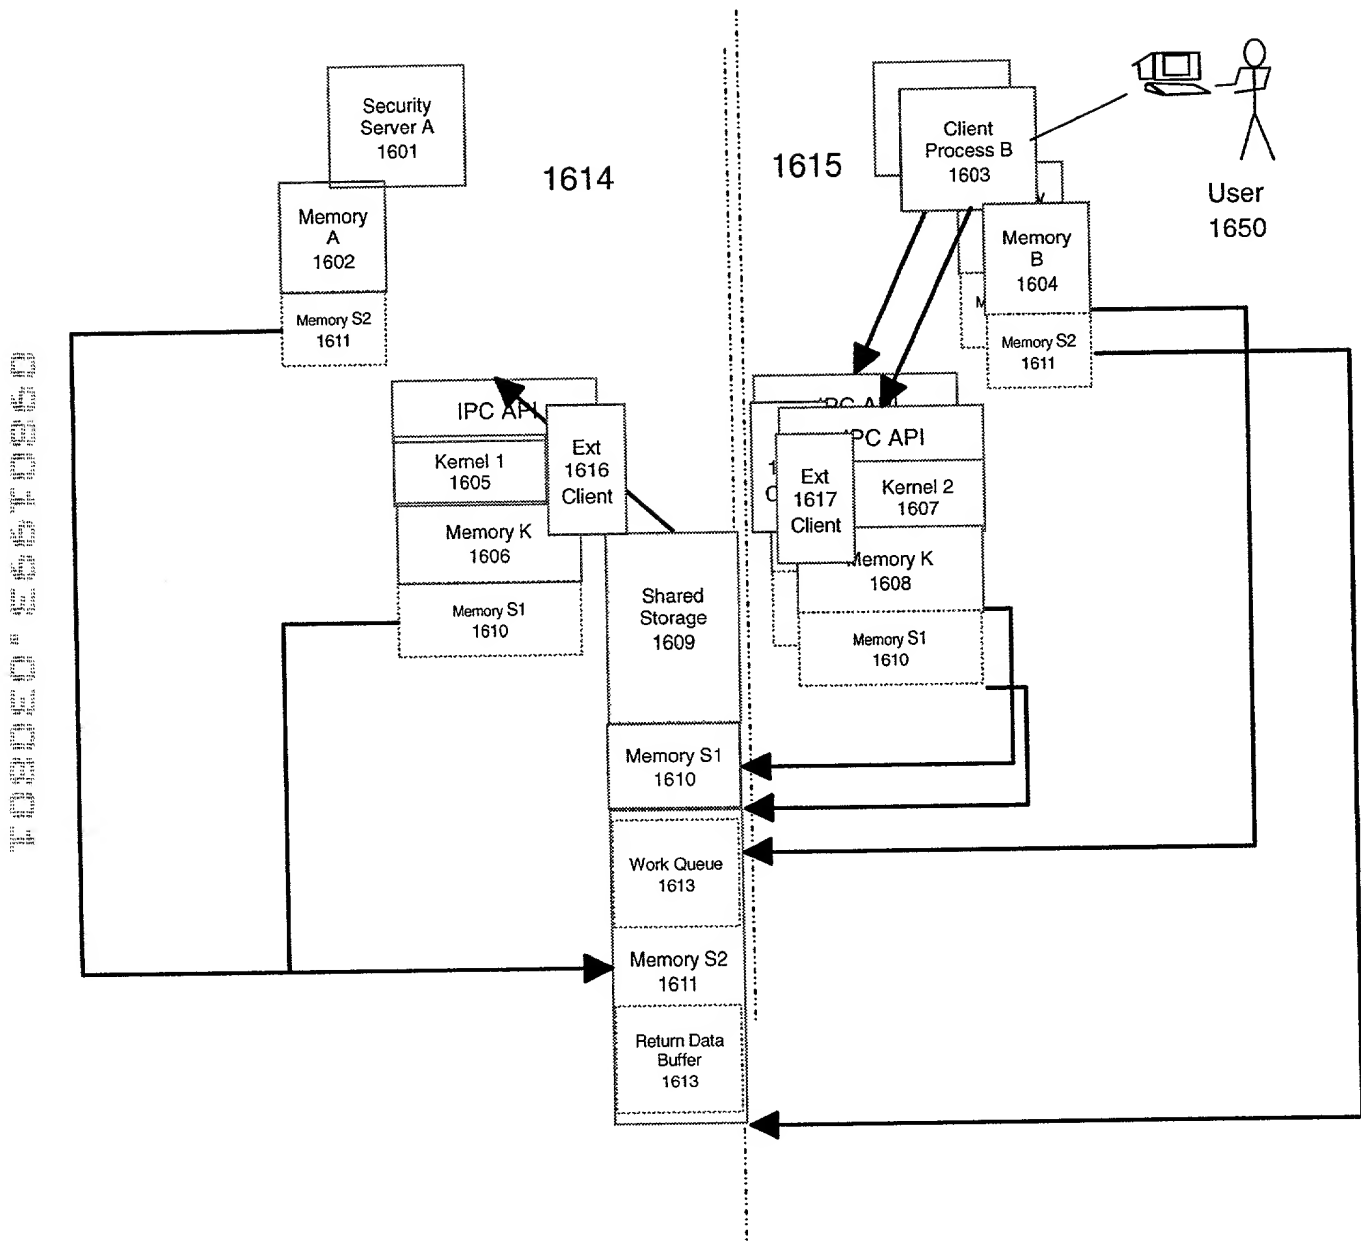 Security
Server A
1601
1614
1615
Client
Process B
1603
User
1650
Memory
A
1602
Memory S2
1611
Memory
B
1604
M
Memory S2
1611
IPC API
Kernel 1
1605
Ext
1616
Client
Memory K
1606
Memory S1
1610
IPC API
PC API
Ext
1617
Client
Kernel 2
1607
Memory K
1608
Memory S1
1610
Shared
Storage
1609
Memory S1
1610
Work Queue
1613
Memory S2
1611
Return Data
Buffer
1613